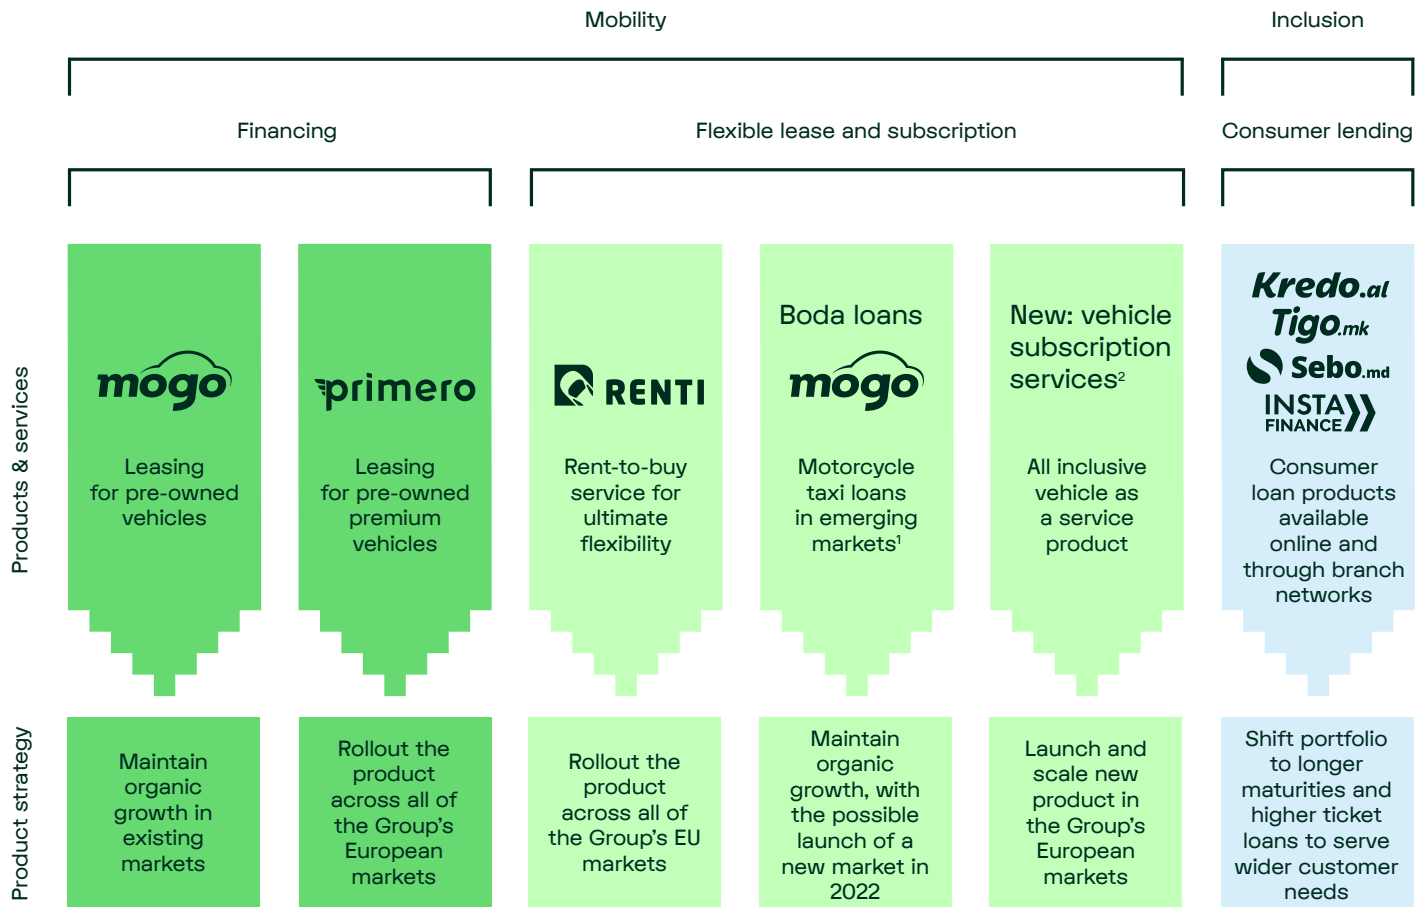 Mobility
Inclusion
Financing
Flexible lease and subscription
Consumer lending
Products & services
mogo
Leasing
for pre-owned
vehicles
primero
Leasing
for pre-owned
premium
vehicles
RENTI
Rent-to-buy
service for
ultimate
flexibility
Boda loans
mogo
Motorcycle
taxi loans
in emerging
markets¹
New: vehicle
subscription
services²
All inclusive
vehicle as
a service
product
Kredo.al
Tigo.mk
Sebo.md
INSTA
FINANCE
Consumer
loan products
available
online and
through branch
networks
Product strategy
Maintain
organic
growth in
existing
markets
Rollout the
product
across all of
the Group’s
European
markets
Rollout the
product
across all of
the Group’s EU
markets
Maintain
organic
growth, with
the possible
launch of a
new market in
2022
Launch and
scale new
product in
the Group’s
European
markets
Shift portfolio
to longer
maturities and
higher ticket
loans to serve
wider customer
needs